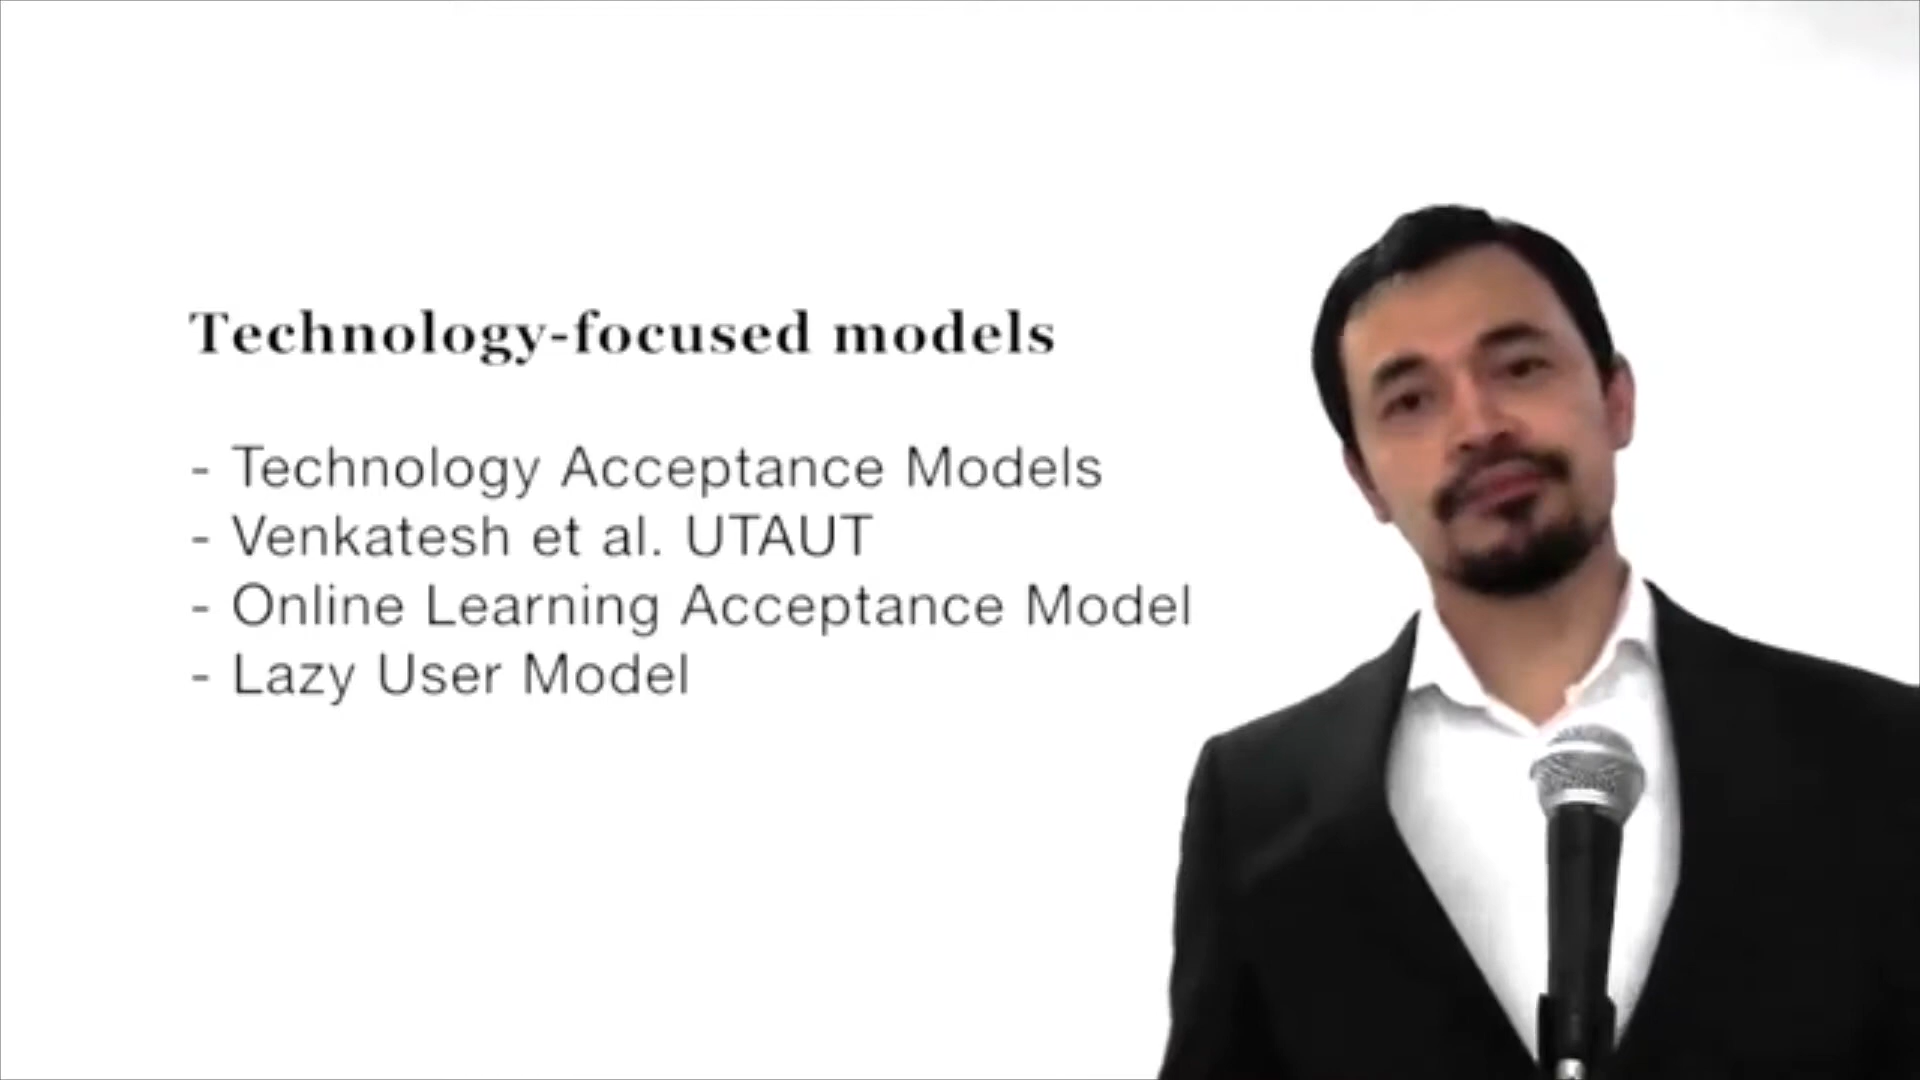 Technology-focused models
- Technology Acceptance Models
- Venkatesh et al. UTAUT
- Online Learning Acceptance Model
- Lazy User Model